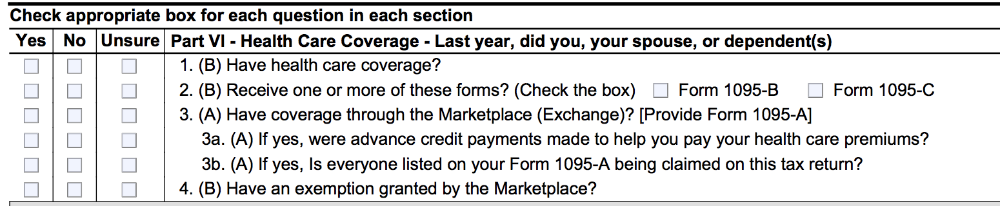 Check appropriate box for each question in each section
Yes No Unsure Part VI - Health Care Coverage - Last year, did you, your spouse, or dependent(s)
1. (B) Have health care coverage?
2. (B) Receive one or more of these forms? (Check the box) Form 1095-B Form 1095-C
3. (A) Have coverage through the Marketplace (Exchange)? [Provide Form 1095-A]
3a. (A) If yes, were advance credit payments made to help you pay your health care premiums?
3b. (A) If yes, Is everyone listed on your Form 1095-A being claimed on this tax return?
4. (B) Have an exemption granted by the Marketplace?